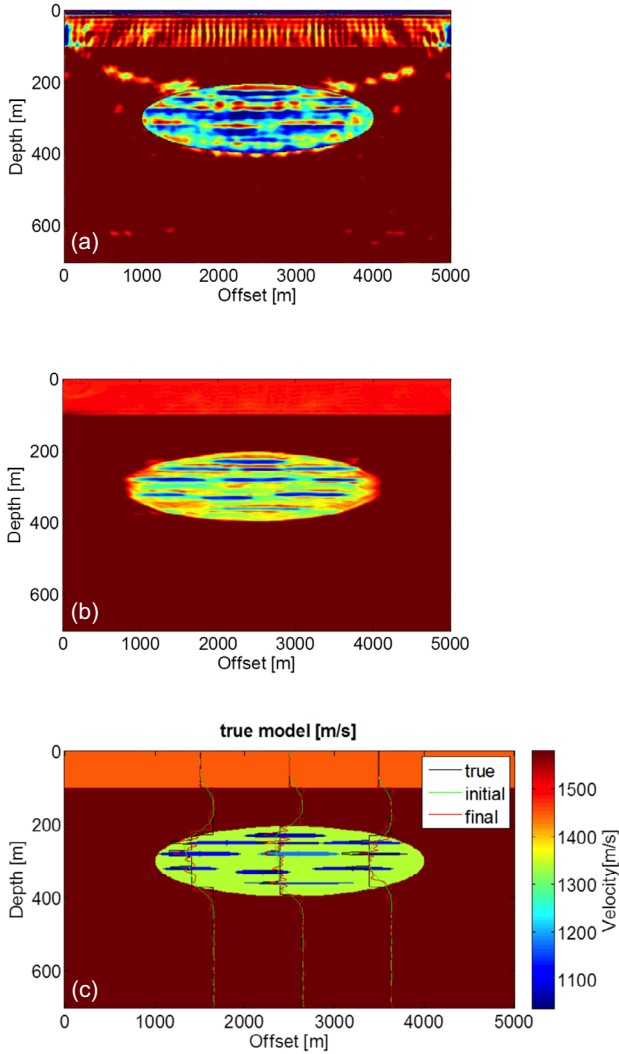 0
200
400
600
Depth [m]
(a)
0 1000 2000 3000 4000 5000
Offset [m]
0
200
400
600
Depth [m]
(b)
0 1000 2000 3000 4000 5000
Offset [m]
true model [m/s]
0
200
400
600
Depth [m]
true
initial
final
(c)
0 1000 2000 3000 4000 5000
Offset [m]
1500
1400
1300
1200
1100
Velocity[m/s]